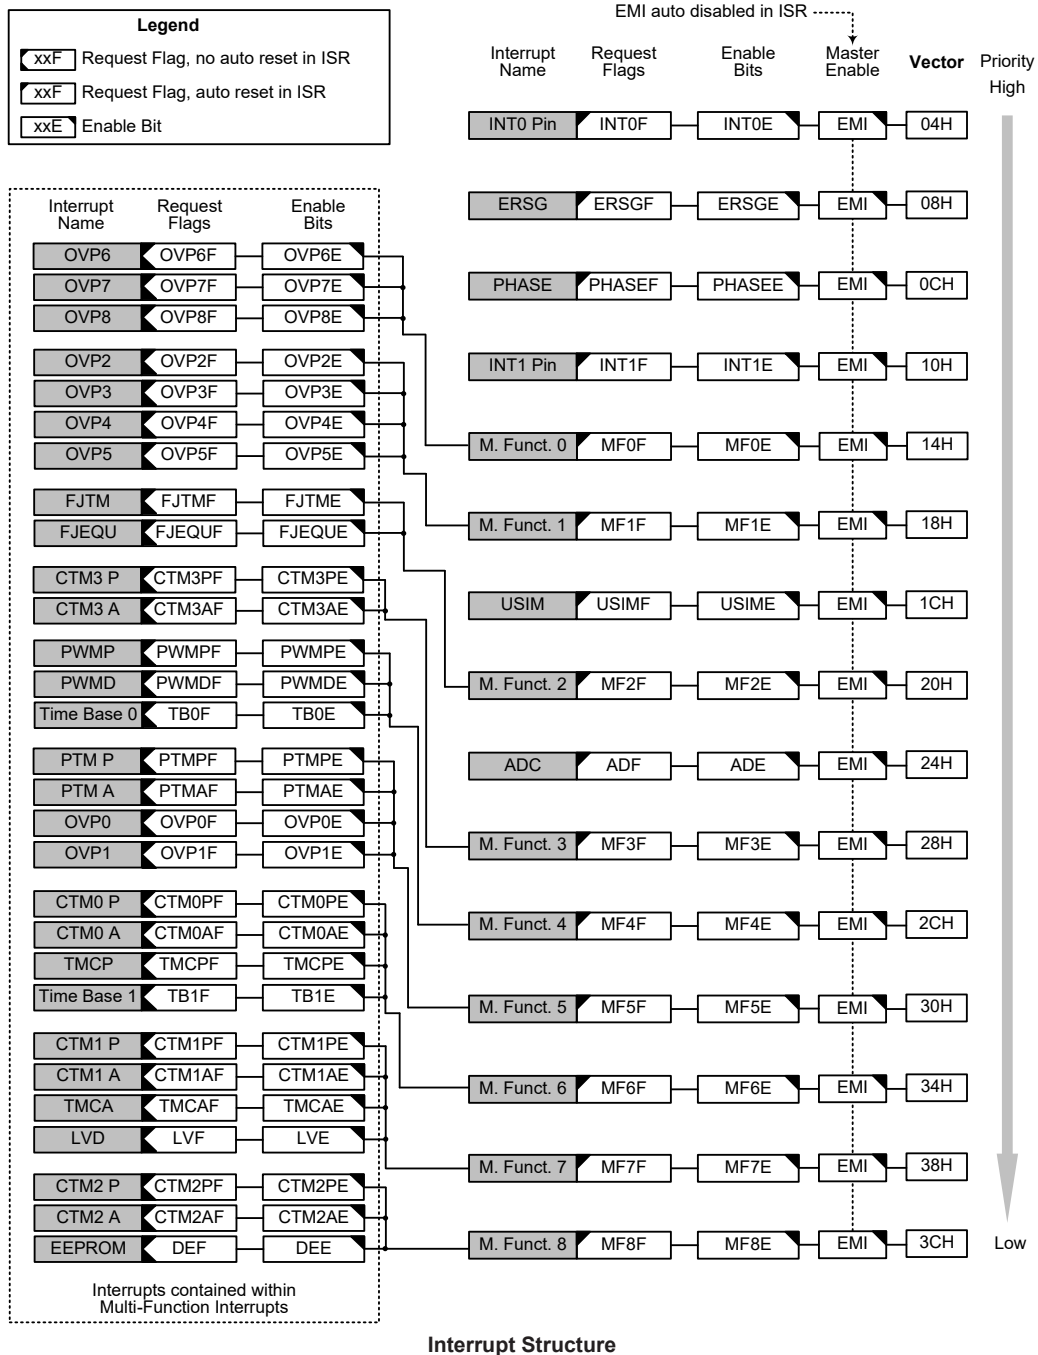 Legend
xxF Request Flag, no auto reset in ISR
xxF Request Flag, auto reset in ISR
xxE Enable Bit
EMI auto disabled in ISR
Interrupt Name Request Flags Enable Bits Master Enable Vector Priority
High
INT0 Pin INT0F INT0E EMI 04H
ERSG ERSGF ERSGE EMI 08H
PHASE PHASEF PHASEE EMI 0CH
INT1 Pin INT1F INT1E EMI 10H
M. Funct. 0 MF0F MF0E EMI 14H
M. Funct. 1 MF1F MF1E EMI 18H
USIM USIMF USIME EMI 1CH
M. Funct. 2 MF2F MF2E EMI 20H
ADC ADF ADE EMI 24H
M. Funct. 3 MF3F MF3E EMI 28H
M. Funct. 4 MF4F MF4E EMI 2CH
M. Funct. 5 MF5F MF5E EMI 30H
M. Funct. 6 MF6F MF6E EMI 34H
M. Funct. 7 MF7F MF7E EMI 38H
M. Funct. 8 MF8F MF8E EMI 3CH Low
Interrupt Name Request Flags Enable Bits
OVP6 OVP6F OVP6E
OVP7 OVP7F OVP7E
OVP8 OVP8F OVP8E
OVP2 OVP2F OVP2E
OVP3 OVP3F OVP3E
OVP4 OVP4F OVP4E
OVP5 OVP5F OVP5E
FJTM FJTMF FJTME
FJEQU FJEQUF FJEQUE
CTM3 P CTM3PF CTM3PE
CTM3 A CTM3AF CTM3AE
PWMP PWMPF PWMPE
PWMD PWMDF PWMDE
Time Base 0 TB0F TB0E
PTM P PTMPF PTMPE
PTM A PTMAF PTMAE
OVP0 OVP0F OVP0E
OVP1 OVP1F OVP1E
CTM0 P CTM0PF CTM0PE
CTM0 A CTM0AF CTM0AE
TMCP TMCPF TMCPE
Time Base 1 TB1F TB1E
CTM1 P CTM1PF CTM1PE
CTM1 A CTM1AF CTM1AE
TMCA TMCAF TMCAE
LVD LVF LVE
CTM2 P CTM2PF CTM2PE
CTM2 A CTM2AF CTM2AE
EEPROM DEF DEE
Interrupts contained within
Multi-Function Interrupts
Interrupt Structure